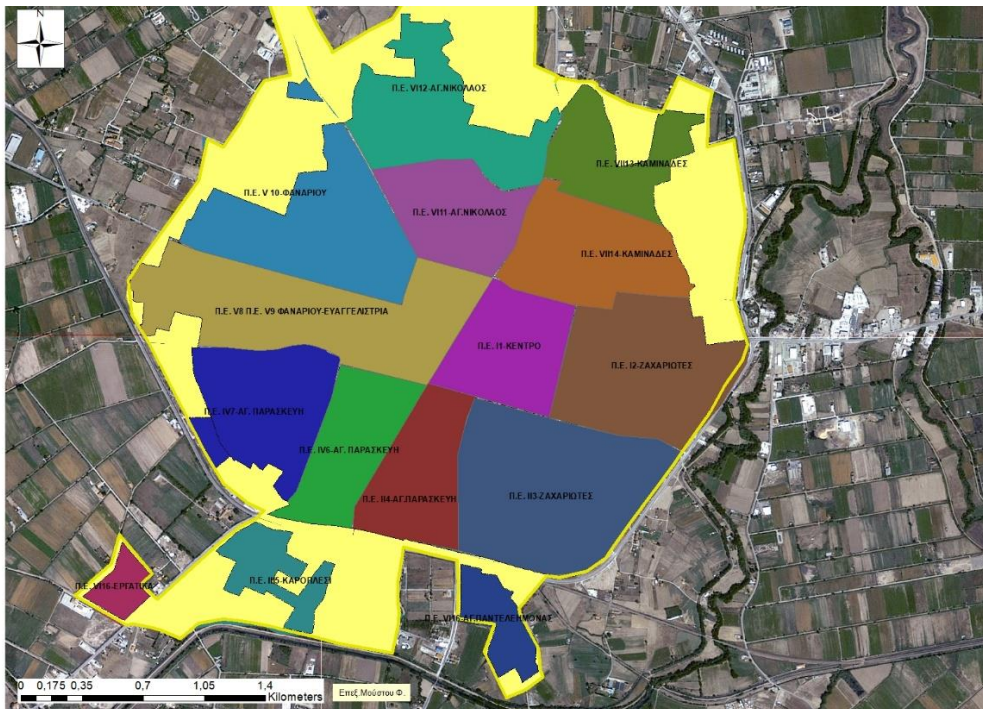 N
Π.Ε. VI12-ΑΓ.ΝΙΚΟΛΑΟΣ
Π.Ε. VII13-ΚΑΜΙΝΑΔΕΣ
Π.Ε. V 10-ΦΑΝΑΡΙΟΥ
Π.Ε. VI11-ΑΓ.ΝΙΚΟΛΑΟΣ
Π.Ε. VII14-ΚΑΜΙΝΑΔΕΣ
Π.Ε. V8 Π.Ε. V9 ΦΑΝΑΡΙΟΥ-ΕΥΑΓΓΕΛΙΣΤΡΙΑ
Π.Ε. I1-ΚΕΝΤΡΟ
Π.Ε. I2-ΖΑΧΑΡΙΩΤΕΣ
Π.Ε. IV7-ΑΓ. ΠΑΡΑΣΚΕΥΗ
Π.Ε. IV6-ΑΓ. ΠΑΡΑΣΚΕΥΗ
Π.Ε. II4-ΑΓ.ΠΑΡΑΣΚΕΥΗ
Π.Ε. II3-ΖΑΧΑΡΙΩΤΕΣ
Π.Ε. VI16-ΕΡΓΑΤΙΚΑ
Π.Ε. III5-ΚΑΡΟΠΛΕΣΙ
Π.Ε. ΑΓ.ΠΑΝΤΕΛΕΗΜΟΝΑΣ
0 0,175 0,35 0,7 1,05 1,4
Kilometers
Επεξ.Μούστου Φ.